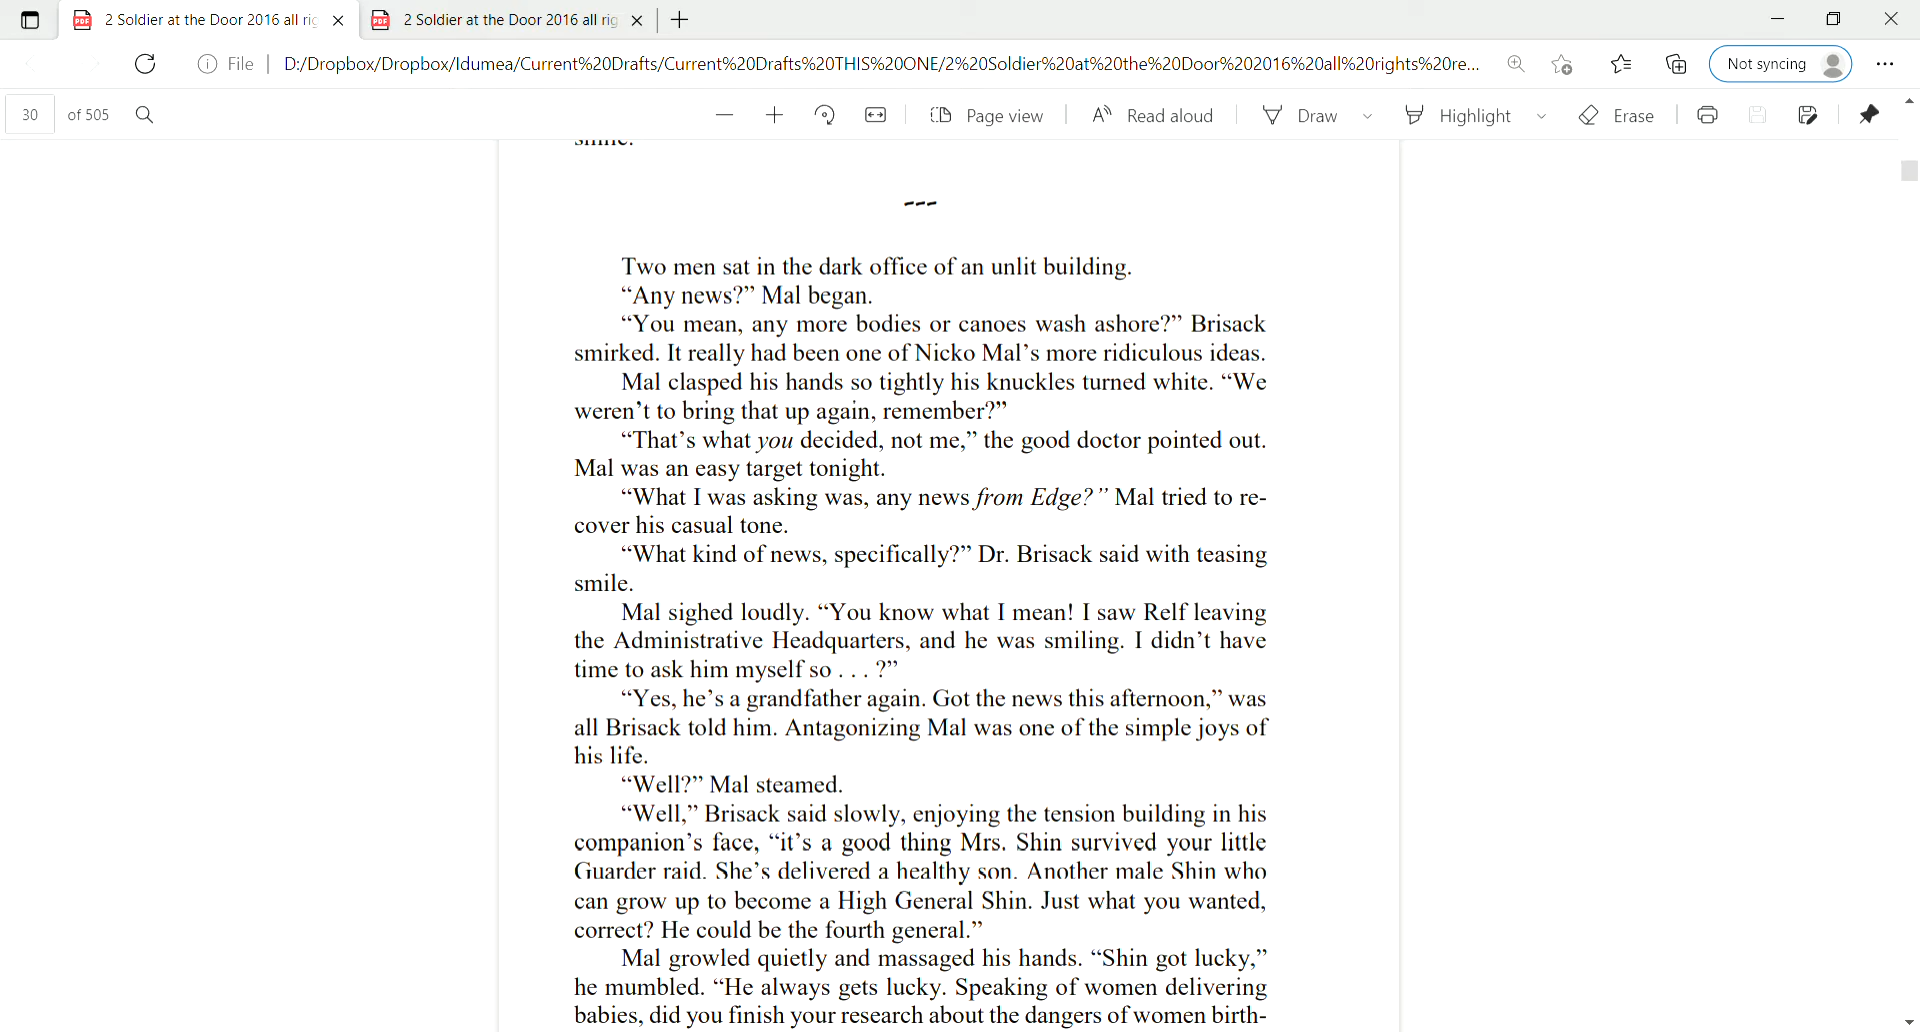 2 Soldier at the Door 2016 all rig
2 Soldier at the Door 2016 all rig
File
D:/Dropbox/Dropbox/Idumea/Current%20Drafts/Current%20Drafts%20THIS%20ONE/2%20Soldier%20at%20the%20Door%202016%20all%20rights%20re...
Not syncing
30 of 505
Page view
Read aloud
Draw
Highlight
Erase
smile.
---
Two men sat in the dark office of an unlit building.
“Any news?” Mal began.
“You mean, any more bodies or canoes wash ashore?” Brisack
smirked. It really had been one of Nicko Mal’s more ridiculous ideas.
Mal clasped his hands so tightly his knuckles turned white. “We
weren’t to bring that up again, remember?”
“That’s what you decided, not me,” the good doctor pointed out.
Mal was an easy target tonight.
“What I was asking was, any news from Edge?” Mal tried to re-
cover his casual tone.
“What kind of news, specifically?” Dr. Brisack said with teasing
smile.
Mal sighed loudly. “You know what I mean! I saw Relf leaving
the Administrative Headquarters, and he was smiling. I didn’t have
time to ask him myself so . . . ?”
“Yes, he’s a grandfather again. Got the news this afternoon,” was
all Brisack told him. Antagonizing Mal was one of the simple joys of
his life.
“Well?” Mal steamed.
“Well,” Brisack said slowly, enjoying the tension building in his
companion’s face, “it’s a good thing Mrs. Shin survived your little
Guarder raid. She’s delivered a healthy son. Another male Shin who
can grow up to become a High General Shin. Just what you wanted,
correct? He could be the fourth general.”
Mal growled quietly and massaged his hands. “Shin got lucky,”
he mumbled. “He always gets lucky. Speaking of women delivering
babies, did you finish your research about the dangers of women birth-